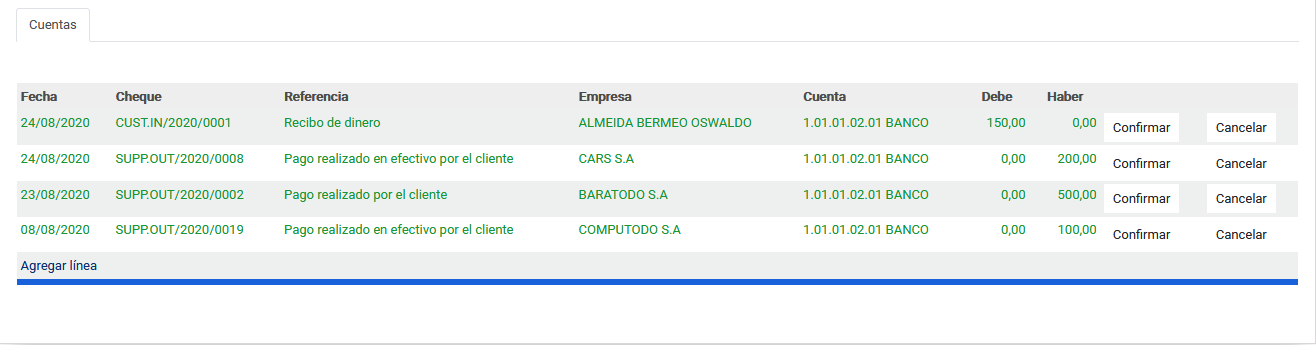 Cuentas
Fecha Cheque Referencia Empresa Cuenta Debe Haber
24/08/2020 CUST.IN/2020/0001 Recibo de dinero ALMEIDA BERMEO OSWALDO 1.01.01.02.01 BANCO 150,00 0,00 Confirmar Cancelar
24/08/2020 SUPP.OUT/2020/0008 Pago realizado en efectivo por el cliente CARS S.A 1.01.01.02.01 BANCO 0,00 200,00 Confirmar Cancelar
23/08/2020 SUPP.OUT/2020/0002 Pago realizado por el cliente BARATODO S.A 1.01.01.02.01 BANCO 0,00 500,00 Confirmar Cancelar
08/08/2020 SUPP.OUT/2020/0019 Pago realizado en efectivo por el cliente COMPUTODO S.A 1.01.01.02.01 BANCO 0,00 100,00 Confirmar Cancelar
Agregar línea